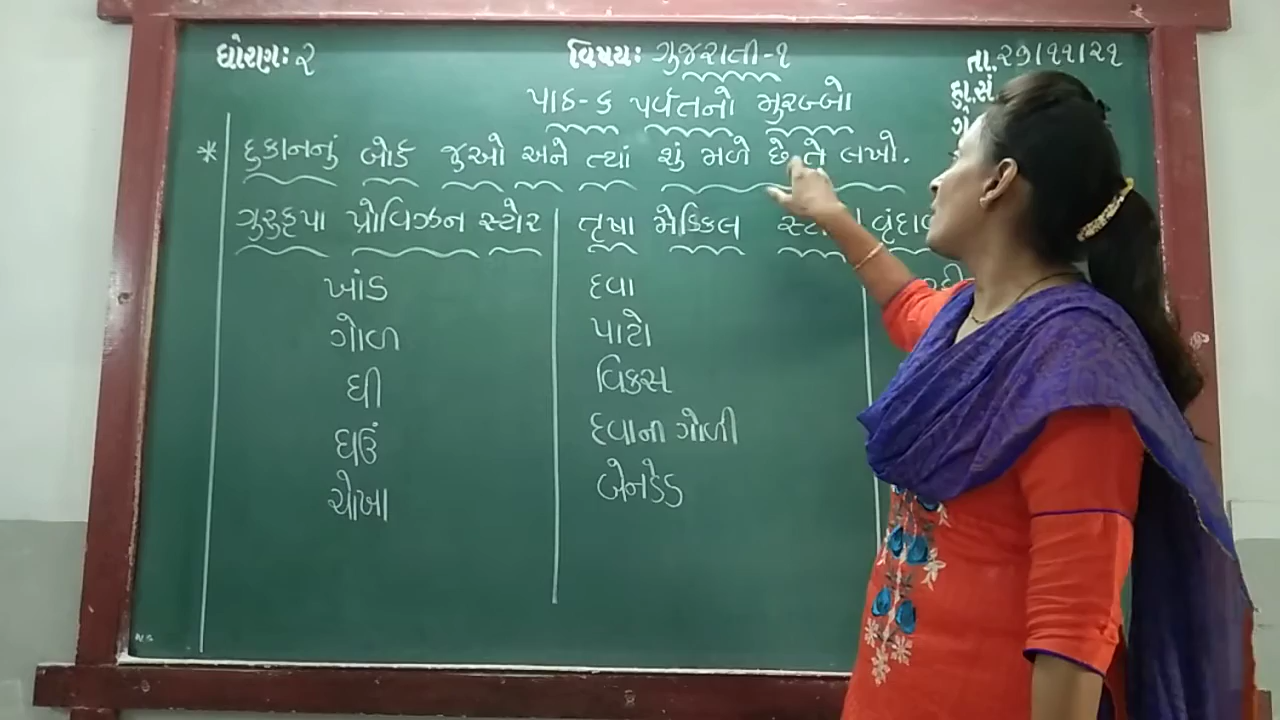 ધોરણઃ ૨ વિષયઃ ગુજરાતી-૧ તા.૨૭।૧૧।૨૧
પાઠ-૬ પર્વતનો મુરબ્બો હા.સં
* દુકાનનું બોર્ડ જુઓ અને ત્યાં શું મળે છે તે લખો.
ગુરુકૃપા પ્રોવિઝન સ્ટોર તૃષા મેડિકલ
ખાંડ દવા
ગોળ પાટો
ઘી વિકસ
ઘઉં દવાની ગોળી
ચોખા બેનડેડ